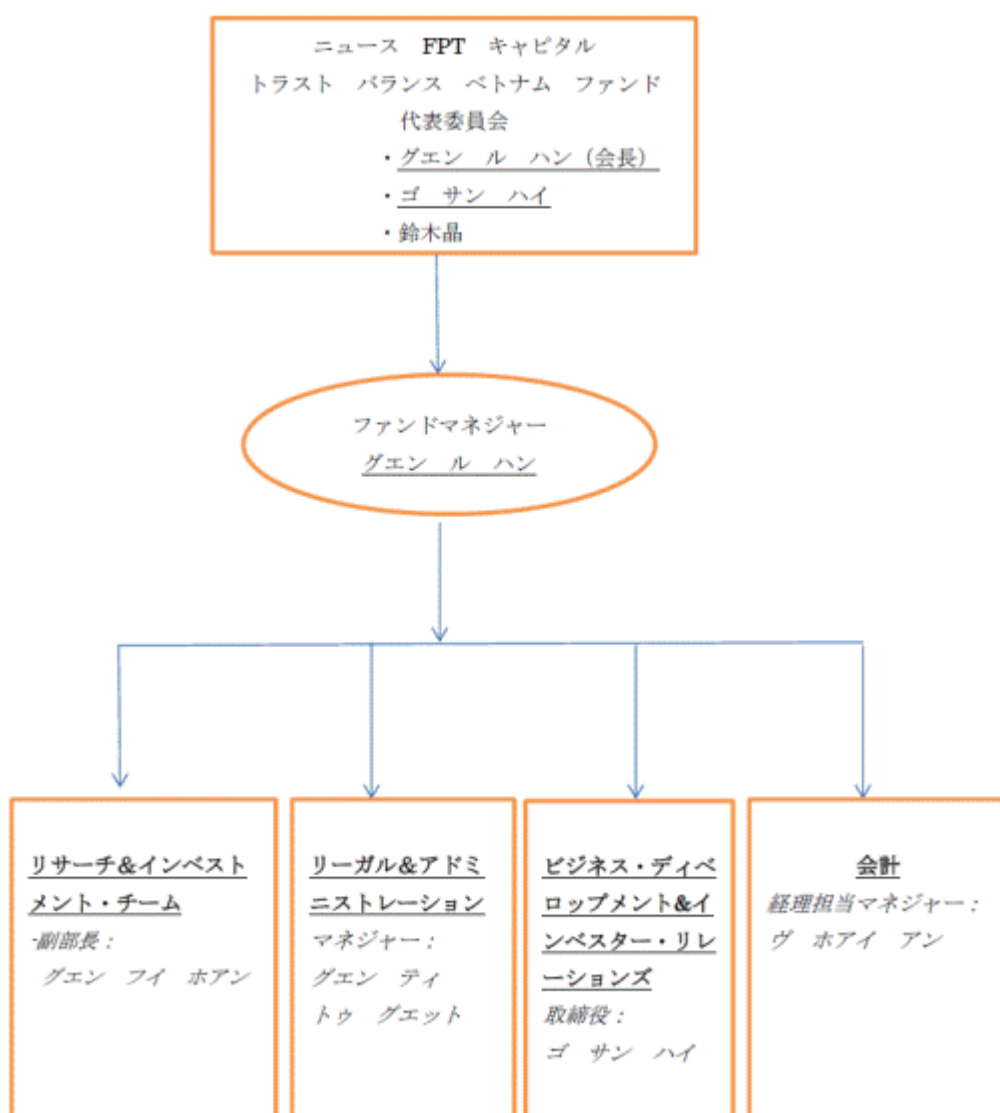 ニュース FPT キャピタル
トラスト バランス ベトナム ファンド
代表委員会
・グエン ル ハン（会長）
・ゴ サン ハイ
・鈴木晶
ファンドマネジャー
グエン ル ハン
リサーチ&インベスト
メント・チーム
-副部長：
グエン フイ ホアン
リーガル&アドミ
ニストレーション
マネジャー：
グエン ティ
トゥ グエット
ビジネス・ディベ
ロップメント&イ
ンベスター・リレ
ーションズ
取締役：
ゴ サン ハイ
会計
経理担当マネジャー：
ヴ ホアイ アン